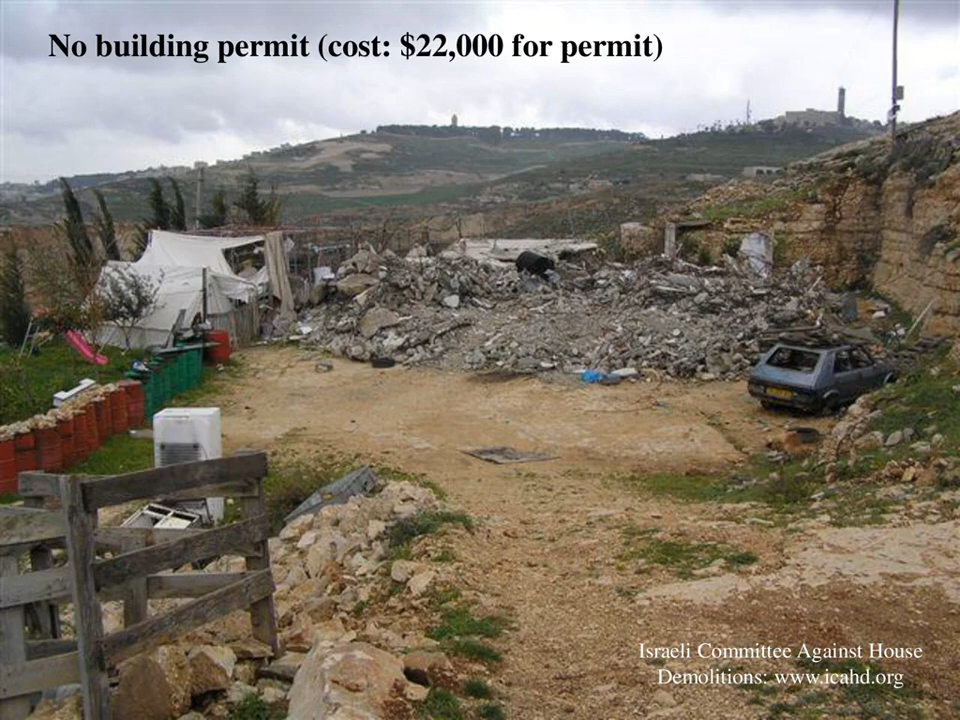 No building permit (cost: $22,000 for permit)
Israeli Committee Against House
Demolitions: www.icahd.org